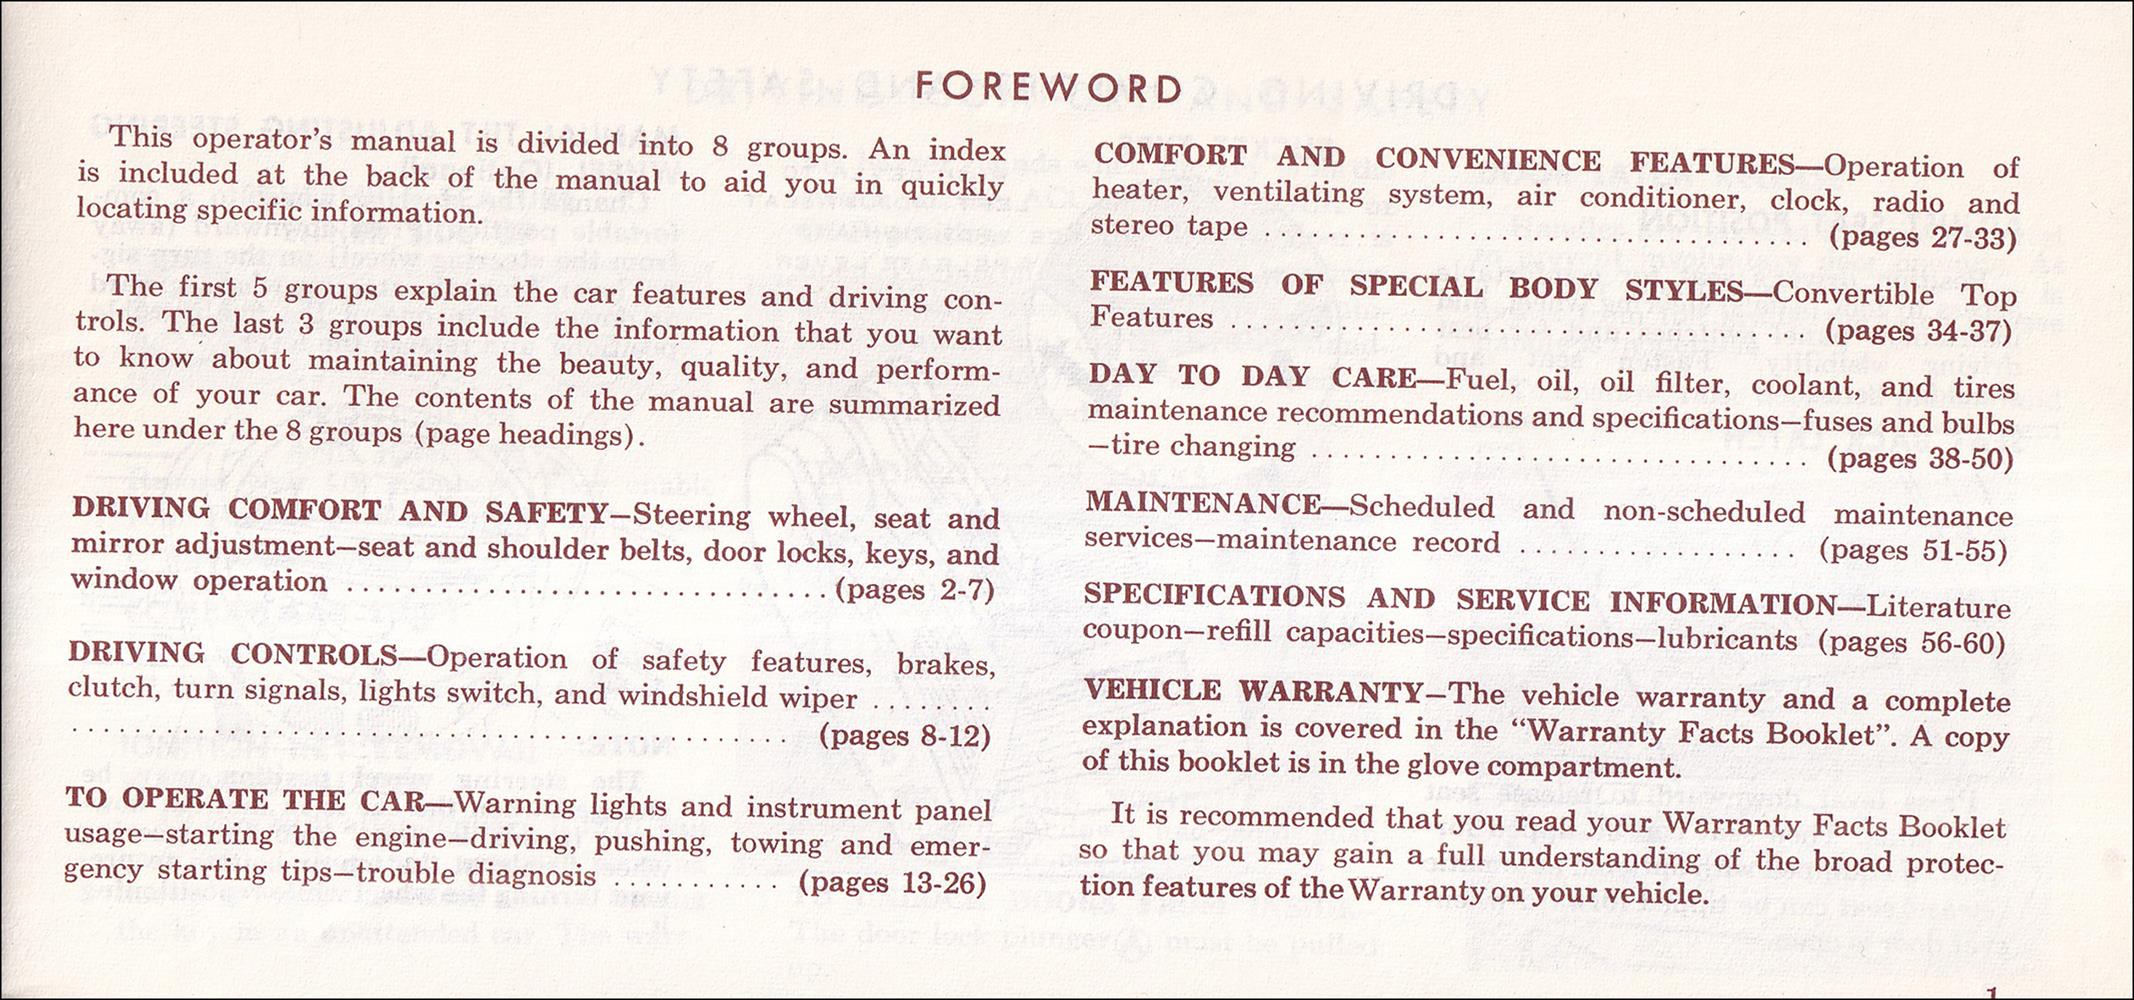 FOREWORD
This operator's manual is divided into 8 groups. An index
is included at the back of the manual to aid you in quickly
locating specific information.
The first 5 groups explain the car features and driving con-
trols. The last 3 groups include the information that you want
to know about maintaining the beauty, quality, and perform-
ance of your car. The contents of the manual are summarized
here under the 8 groups (page headings).
DRIVING COMFORT AND SAFETY—Steering wheel, seat and
mirror adjustment—seat and shoulder belts, door locks, keys, and
window operation .............................. (pages 2-7)
DRIVING CONTROLS—Operation of safety features, brakes,
clutch, turn signals, lights switch, and windshield wiper ........
............................................... (pages 8-12)
TO OPERATE THE CAR—Warning lights and instrument panel
usage—starting the engine—driving, pushing, towing and emer-
gency starting tips—trouble diagnosis ............ (pages 13-26)
COMFORT AND CONVENIENCE FEATURES—Operation of
heater, ventilating system, air conditioner, clock, radio and
stereo tape ................................... (pages 27-33)
FEATURES OF SPECIAL BODY STYLES—Convertible Top
Features ..................................... (pages 34-37)
DAY TO DAY CARE—Fuel, oil, oil filter, coolant, and tires
maintenance recommendations and specifications—fuses and bulbs
—tire changing ................................ (pages 38-50)
MAINTENANCE—Scheduled and non-scheduled maintenance
services—maintenance record .................. (pages 51-55)
SPECIFICATIONS AND SERVICE INFORMATION—Literature
coupon—refill capacities—specifications—lubricants (pages 56-60)
VEHICLE WARRANTY—The vehicle warranty and a complete
explanation is covered in the "Warranty Facts Booklet". A copy
of this booklet is in the glove compartment.
It is recommended that you read your Warranty Facts Booklet
so that you may gain a full understanding of the broad protec-
tion features of the Warranty on your vehicle.
1